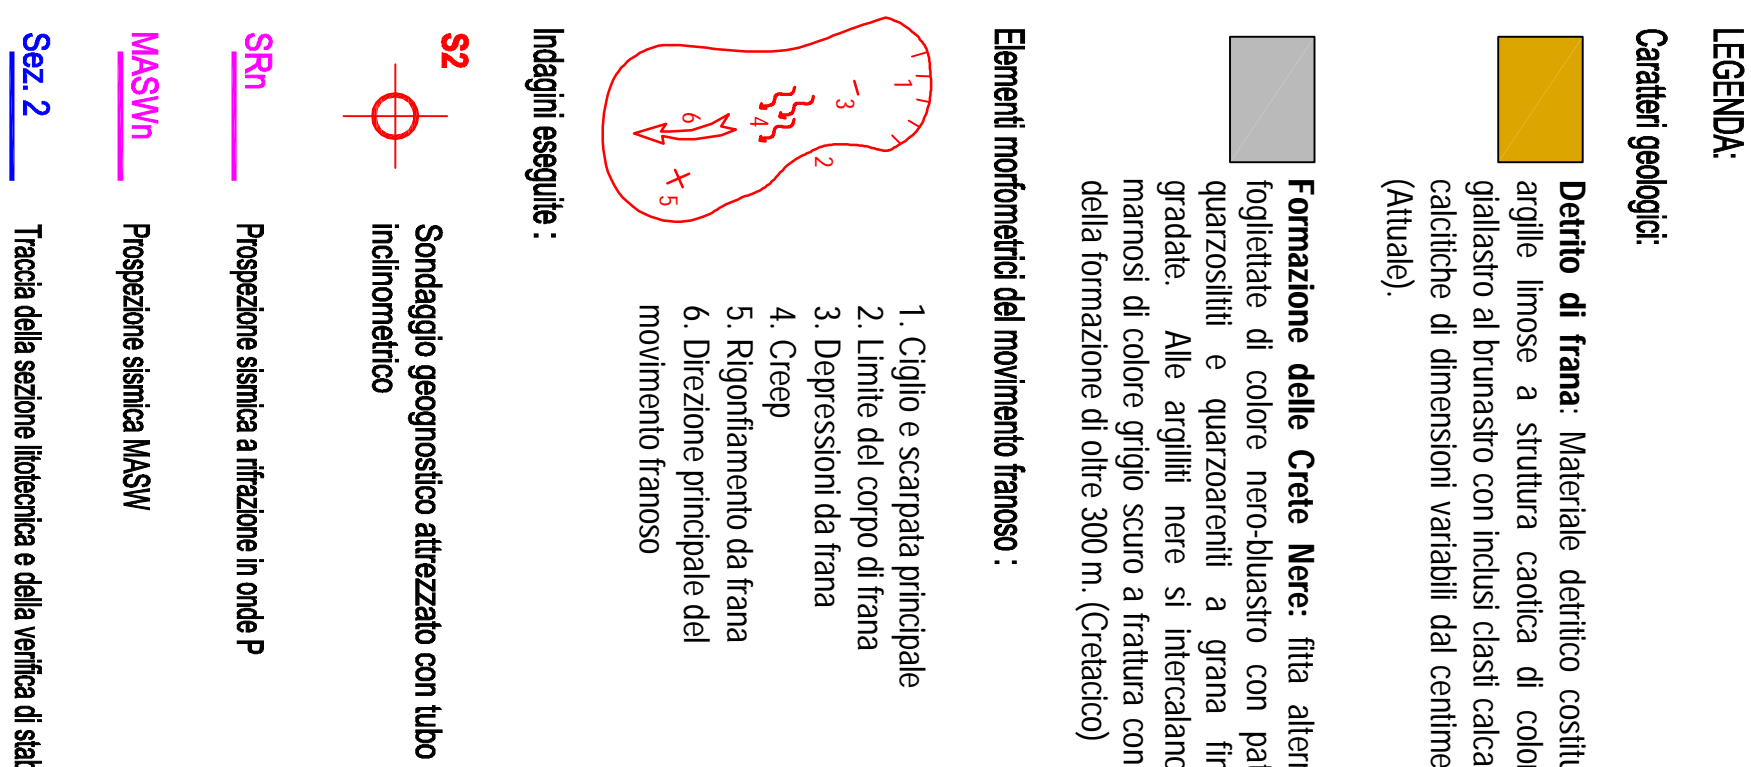 LEGENDA:
Caratteri geologici:
Detrito di frana: Materiale detritico costitu
argille limose a struttura caotica di color
giallastro al brunastro con inclusi clasti calca
calcitiche di dimensioni variabili dal centime
(Attuale).
Formazione delle Crete Nere: fitta altern
fogliettate di colore nero-bluastro con pat
quarzosiltiti e quarzoareniti a grana fin
gradate. Alle argilliti nere si intercalano
marnosi di colore grigio scuro a frattura con
della formazione di oltre 300 m. (Cretacico)
Elementi morfometrici del movimento franoso :
1
2
3
4
5
6
1. Ciglio e scarpata principale
2. Limite del corpo di frana
3. Depressioni da frana
4. Creep
5. Rigonfiamento da frana
6. Direzione principale del
movimento franoso
Indagini eseguite :
S2
Sondaggio geognostico attrezzato con tubo
inclinometrico
SRn
Prospezione sismica a rifrazione in onde P
MASWn
Prospezione sismica MASW
Sez. 2
Traccia della sezione litotecnica e della verifica di stab